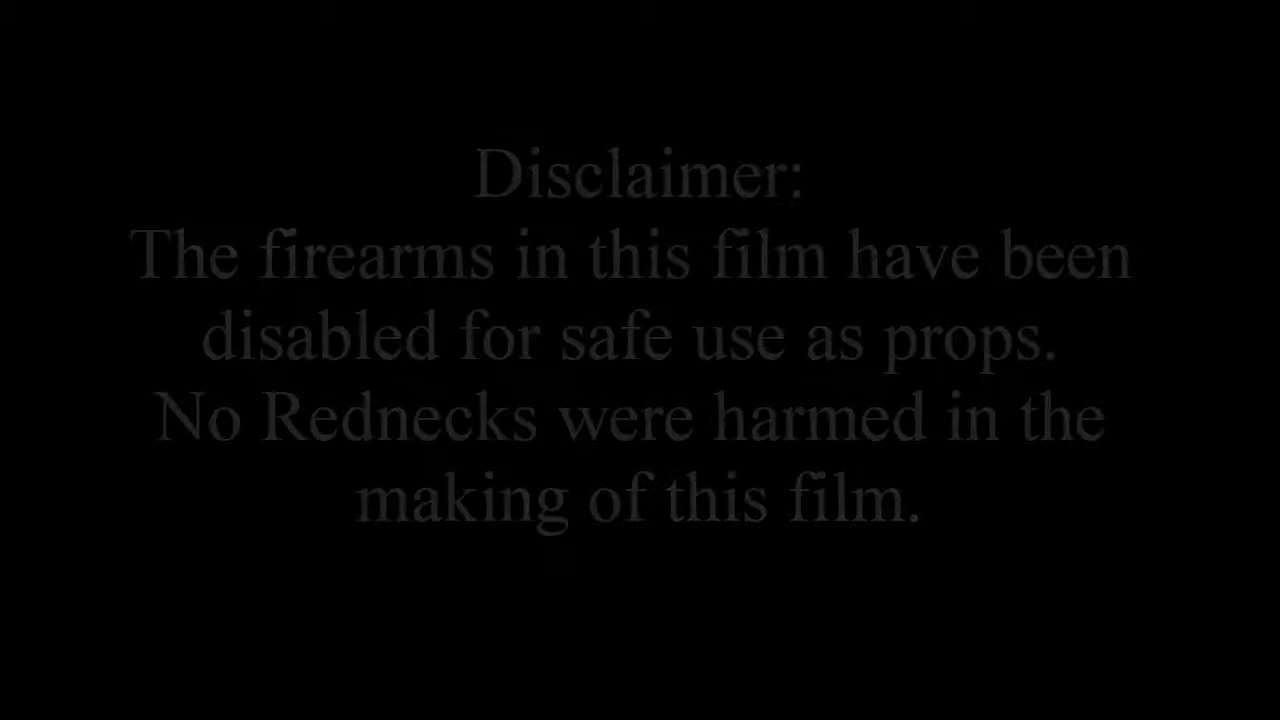 Disclaimer:
The firearms in this film have been
disabled for safe use as props.
No Rednecks were harmed in the
making of this film.